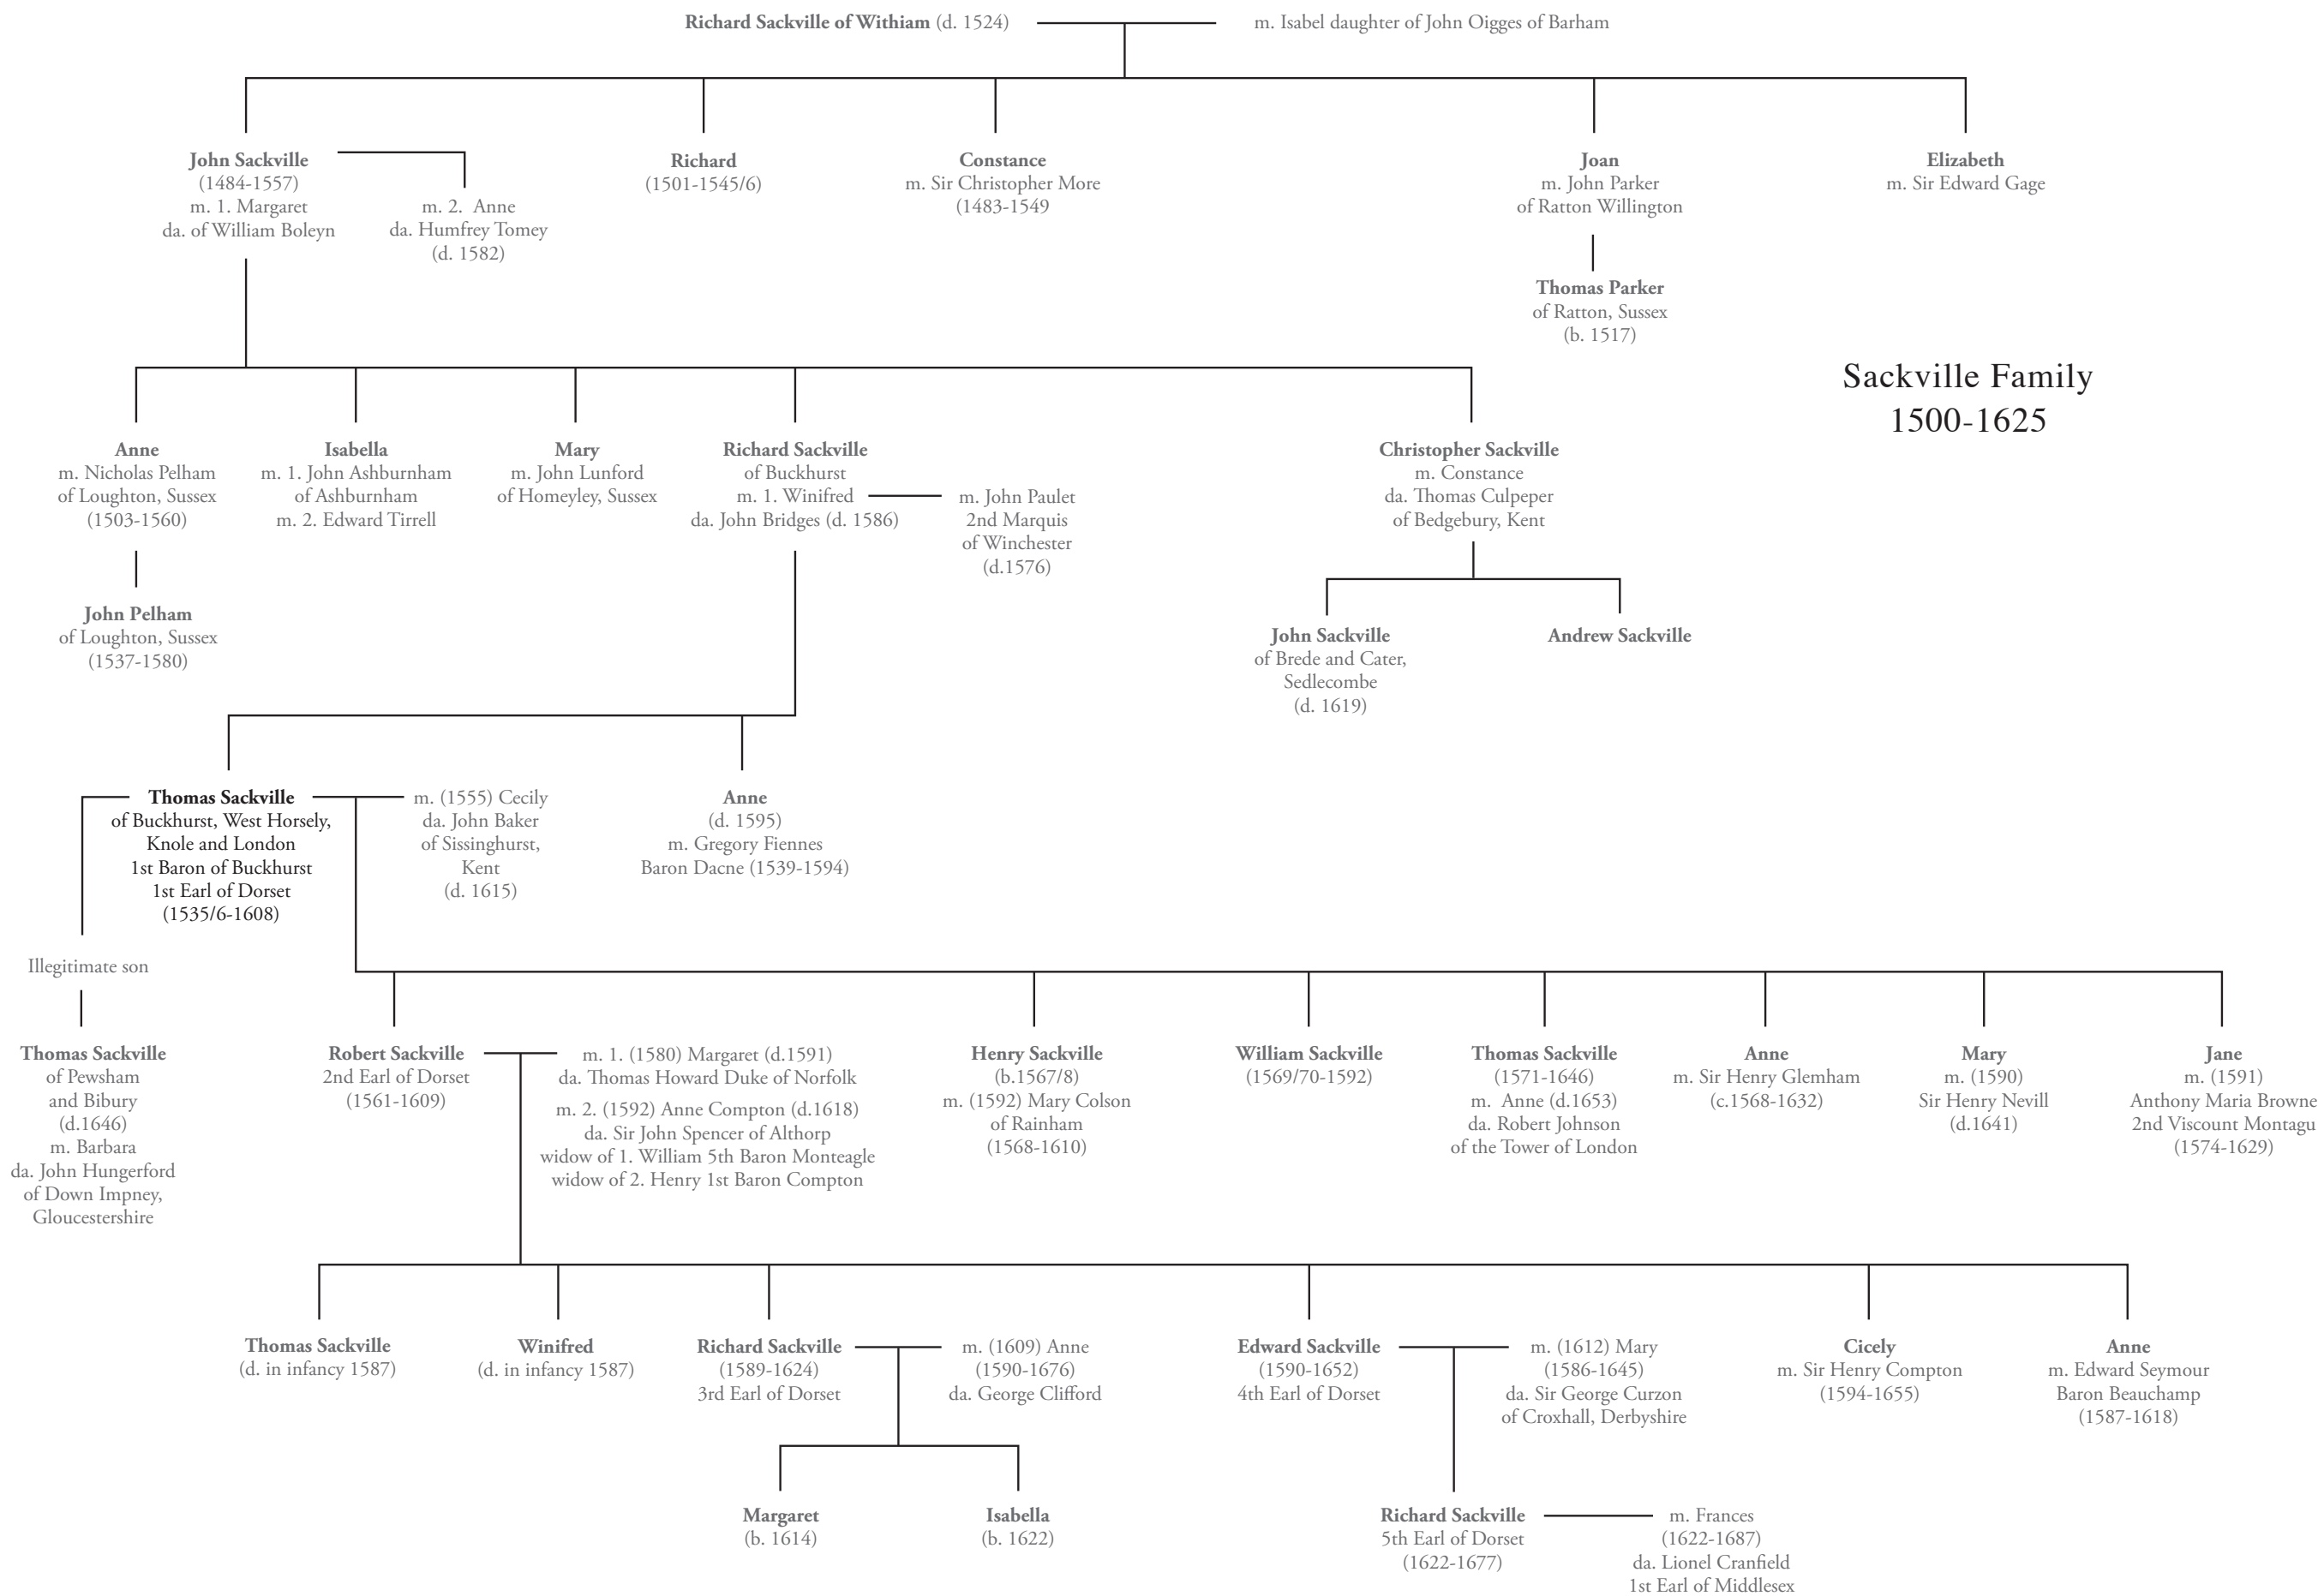 Richard Sackville of Withiam (d. 1524)
m. Isabel daughter of John Oigges of Barham
John Sackville
(1484-1557)
m. 1. Margaret
da. of William Boleyn
m. 2. Anne
da. Humfrey Tomey
(d. 1582)
Richard
(1501-1545/6)
Constance
m. Sir Christopher More
(1483-1549
Joan
m. John Parker
of Ratton Willington
Elizabeth
m. Sir Edward Gage
Thomas Parker
of Ratton, Sussex
(b. 1517)
Sackville Family
1500-1625
Anne
m. Nicholas Pelham
of Loughton, Sussex
(1503-1560)
Isabella
m. 1. John Ashburnham
of Ashburnham
m. 2. Edward Tirrell
Mary
m. John Lunford
of Homeyley, Sussex
Richard Sackville
of Buckhurst
m. 1. Winifred
da. John Bridges (d. 1586)
m. John Paulet
2nd Marquis
of Winchester
(d.1576)
Christopher Sackville
m. Constance
da. Thomas Culpeper
of Bedgebury, Kent
John Pelham
of Loughton, Sussex
(1537-1580)
John Sackville
of Brede and Cater,
Sedlecombe
(d. 1619)
Andrew Sackville
Thomas Sackville
of Buckhurst, West Horsely,
Knole and London
1st Baron of Buckhurst
1st Earl of Dorset
(1535/6-1608)
m. (1555) Cecily
da. John Baker
of Sissinghurst,
Kent
(d. 1615)
Anne
(d. 1595)
m. Gregory Fiennes
Baron Dacne (1539-1594)
Illegitimate son
Thomas Sackville
of Pewsham
and Bibury
(d.1646)
m. Barbara
da. John Hungerford
of Down Impney,
Gloucestershire
Robert Sackville
2nd Earl of Dorset
(1561-1609)
m. 1. (1580) Margaret (d.1591)
da. Thomas Howard Duke of Norfolk
m. 2. (1592) Anne Compton (d.1618)
da. Sir John Spencer of Althorp
widow of 1. William 5th Baron Monteagle
widow of 2. Henry 1st Baron Compton
Henry Sackville
(b.1567/8)
m. (1592) Mary Colson
of Rainham
(1568-1610)
William Sackville
(1569/70-1592)
Thomas Sackville
(1571-1646)
m. Anne (d.1653)
da. Robert Johnson
of the Tower of London
Anne
m. Sir Henry Glemham
(c.1568-1632)
Mary
m. (1590)
Sir Henry Nevill
(d.1641)
Jane
m. (1591)
Anthony Maria Browne
2nd Viscount Montagu
(1574-1629)
Thomas Sackville
(d. in infancy 1587)
Winifred
(d. in infancy 1587)
Richard Sackville
(1589-1624)
3rd Earl of Dorset
m. (1609) Anne
(1590-1676)
da. George Clifford
Edward Sackville
(1590-1652)
4th Earl of Dorset
m. (1612) Mary
(1586-1645)
da. Sir George Curzon
of Croxhall, Derbyshire
Cicely
m. Sir Henry Compton
(1594-1655)
Anne
m. Edward Seymour
Baron Beauchamp
(1587-1618)
Margaret
(b. 1614)
Isabella
(b. 1622)
Richard Sackville
5th Earl of Dorset
(1622-1677)
m. Frances
(1622-1687)
da. Lionel Cranfield
1st Earl of Middlesex